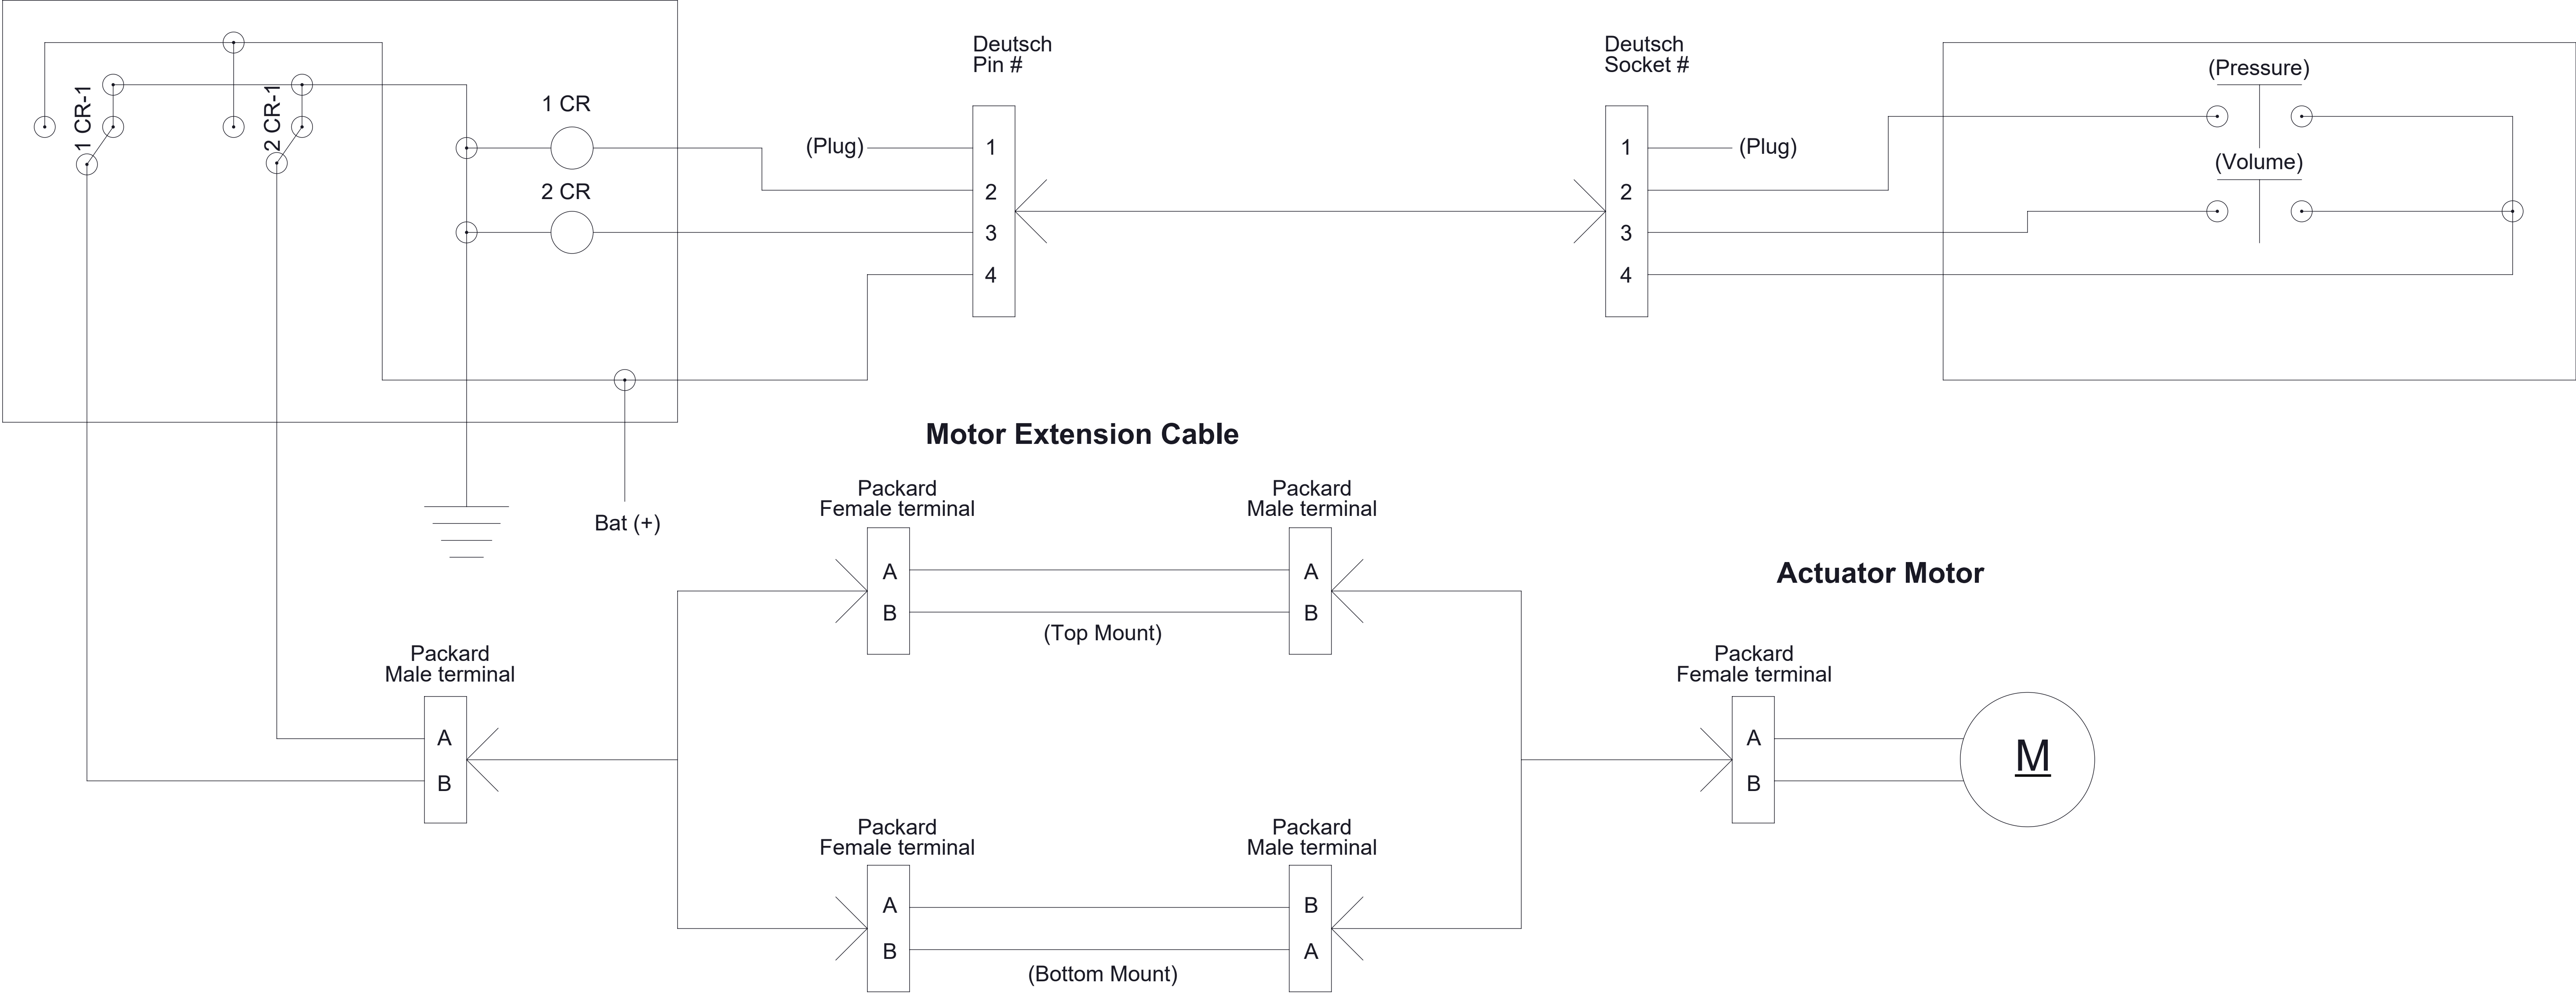 Deutsch
Pin #
Deutsch
Socket #
(Pressure)
1 CR-1
2 CR-1
1 CR
(Plug)
1
1
(Plug)
(Volume)
2 CR
2
2
3
3
4
4
Motor Extension Cable
Bat (+)
Packard
Female terminal
Packard
Male terminal
A
A
B
B
(Top Mount)
Actuator Motor
Packard
Male terminal
A
B
Packard
Female terminal
A
B
M
Packard
Female terminal
Packard
Male terminal
A
B
B
A
(Bottom Mount)